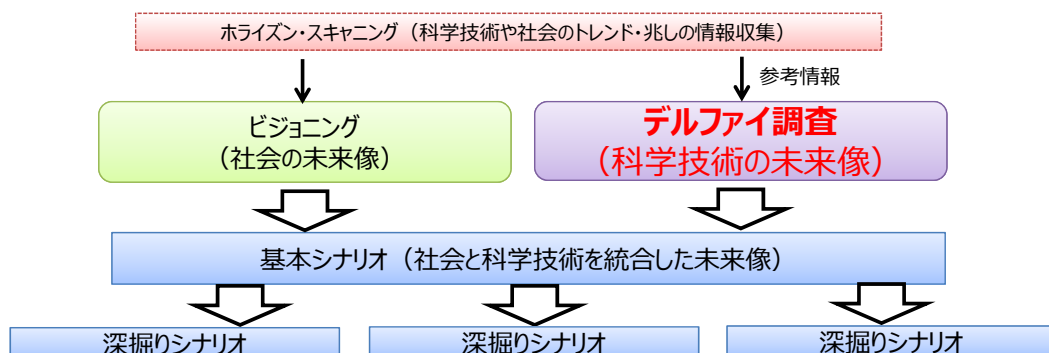 ホライズン・スキャニング（科学技術や社会のトレンド・兆しの情報収集）
参考情報
ビジョニング
（社会の未来像）
デルファイ調査
（科学技術の未来像）
基本シナリオ（社会と科学技術を統合した未来像）
深掘りシナリオ
深掘りシナリオ
深掘りシナリオ